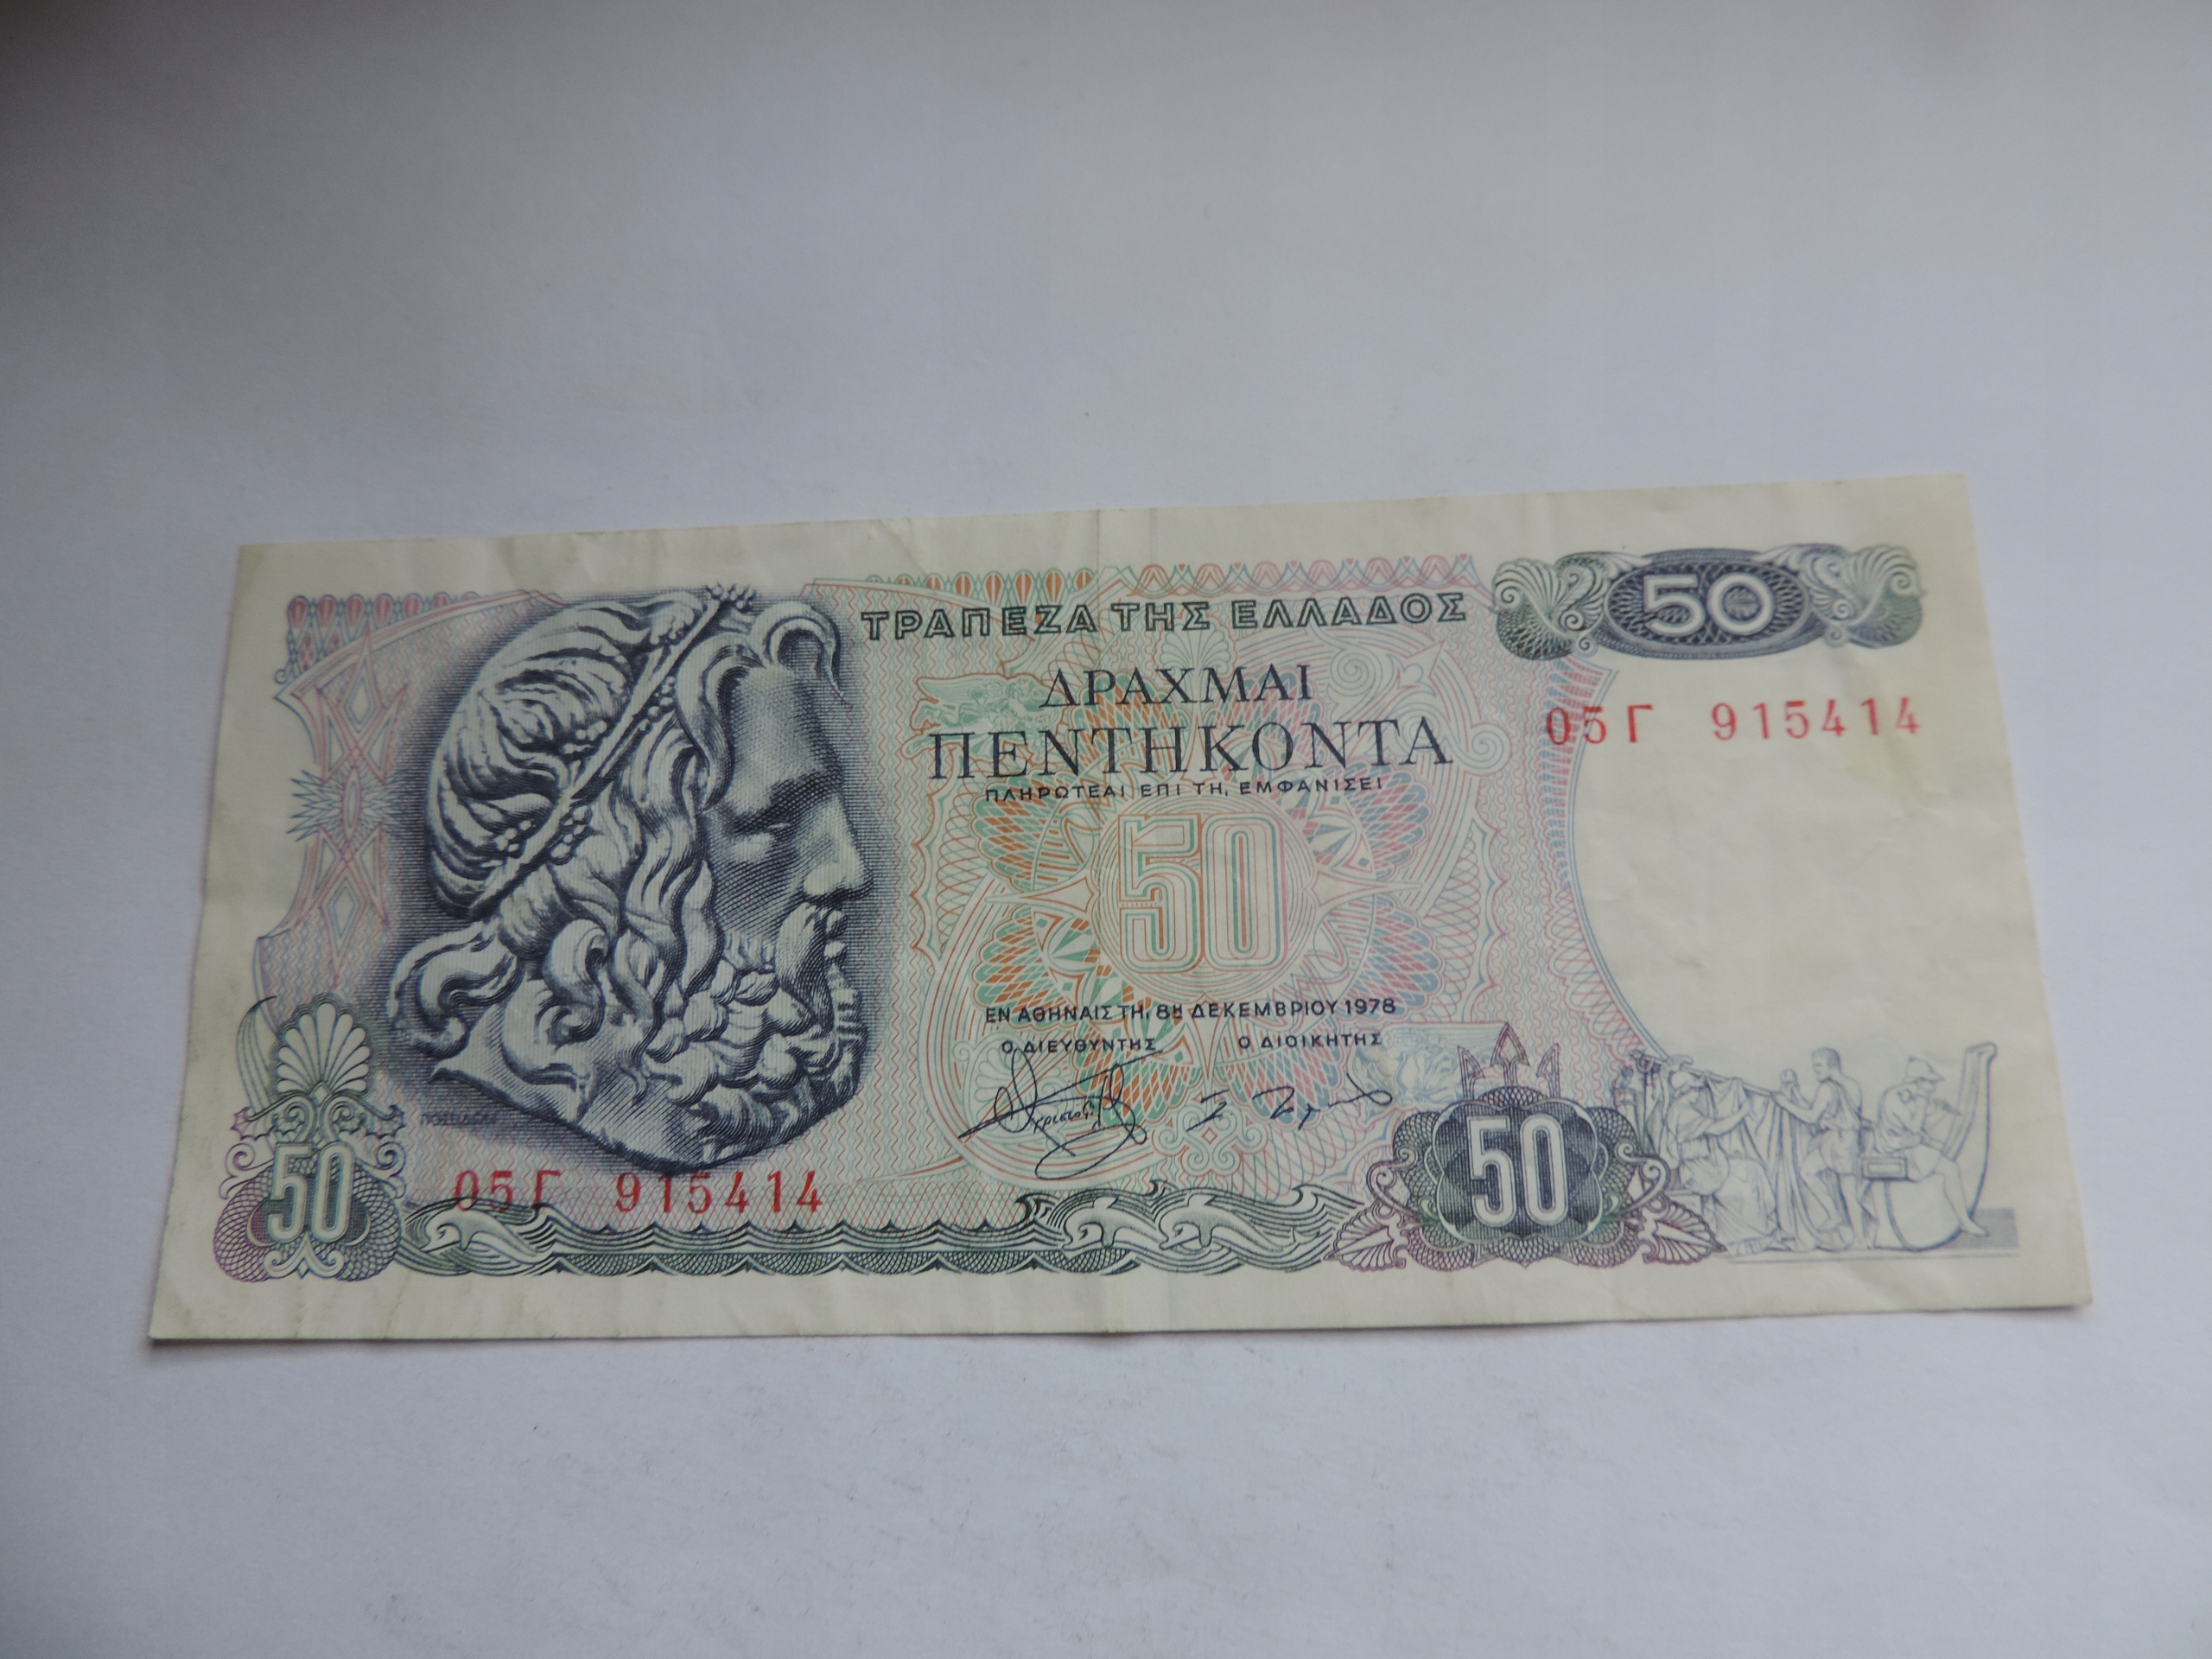 ΤΡΑΠΕΖΑ ΤΗΣ ΕΛΛΑΔΟΣ
50
ΔΡΑΧΜΑΙ
ΠΕΝΤΗΚΟΝΤΑ
05Γ 915414
ΠΛΗΡΩΤΕΑΙ ΕΠΙ ΤΗ, ΕΜΦΑΝΙΣΕΙ
50
ΕΝ ΑΘΗΝΑΙΣ ΤΗ, 8Η ΔΕΚΕΜΒΡΙΟΥ 1978
Ο ΔΙΕΥΘΥΝΤΗΣ Ο ΔΙΟΙΚΗΤΗΣ
ΠΟΣΕΙΔΩΝ
50
05Γ 915414
50